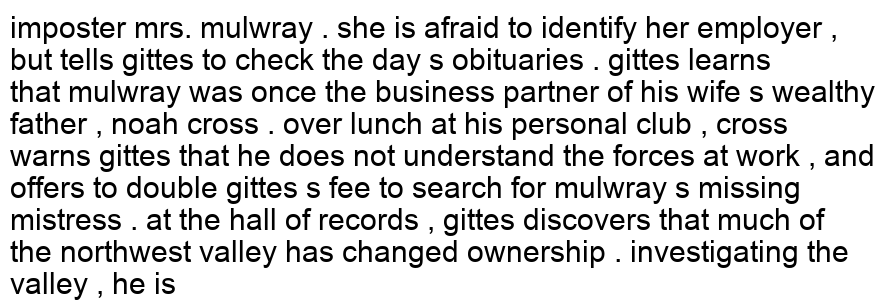 imposter mrs. mulwray . she is afraid to identify her employer ,
but tells gittes to check the day s obituaries . gittes learns
that mulwray was once the business partner of his wife s wealthy
father , noah cross . over lunch at his personal club , cross
warns gittes that he does not understand the forces at work , and
offers to double gittes s fee to search for mulwray s missing
mistress . at the hall of records , gittes discovers that much of
the northwest valley has changed ownership . investigating the
valley , he is